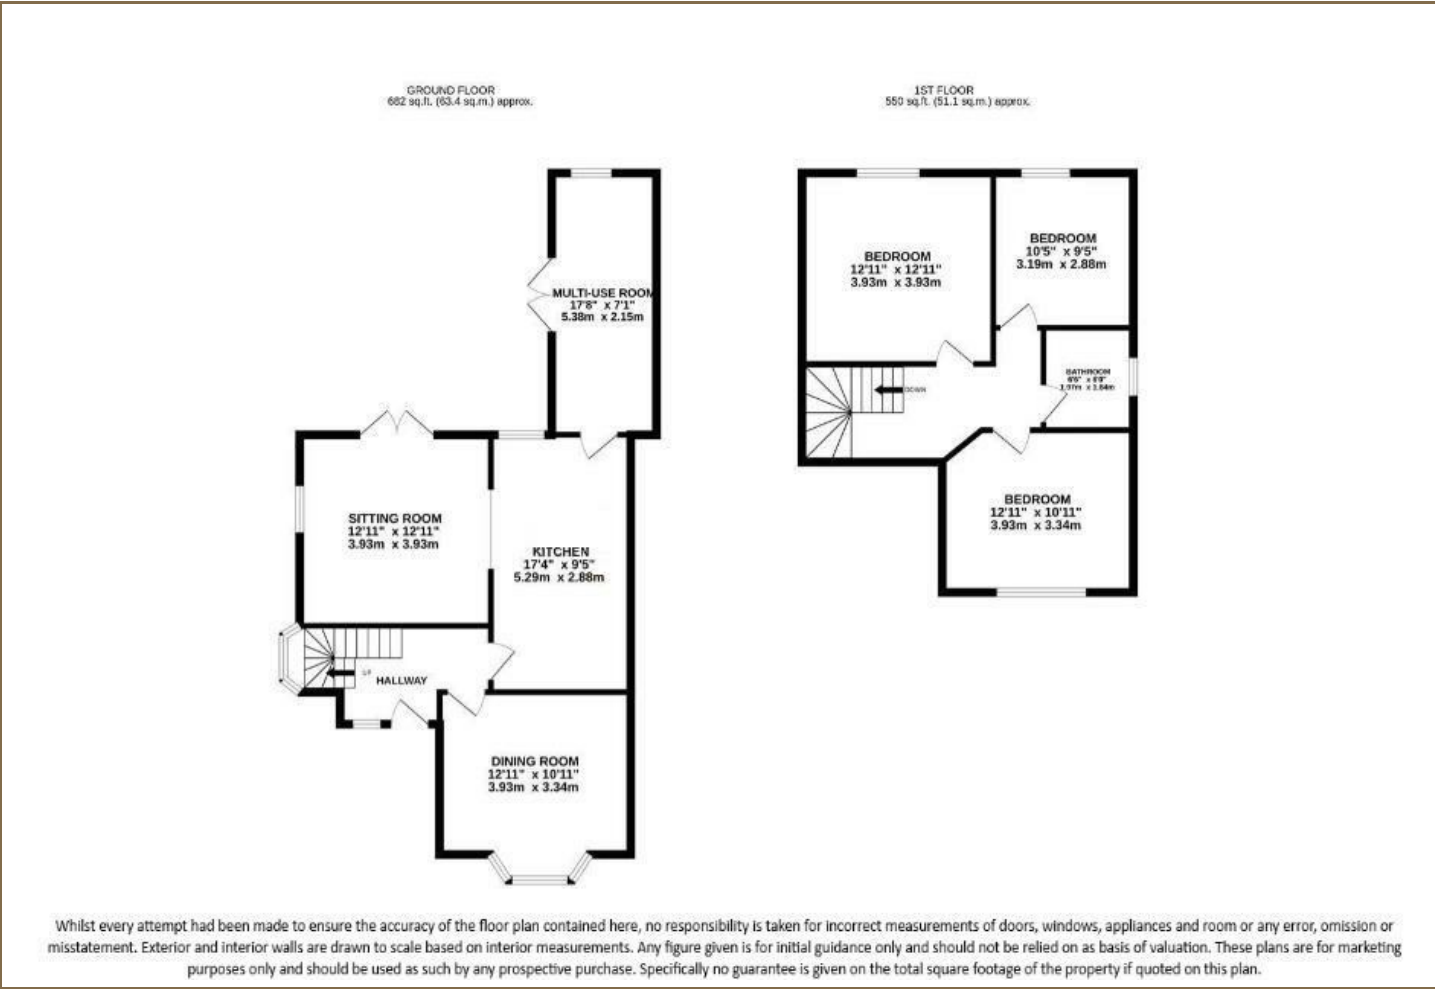 GROUND FLOOR
682 sq.ft. (63.4 sq.m.) approx.
1ST FLOOR
550 sq.ft. (51.1 sq.m.) approx.
MULTI-USE ROOM
17'8" x 7'1"
5.38m x 2.15m
SITTING ROOM
12'11" x 12'11"
3.93m x 3.93m
KITCHEN
17'4" x 9'5"
5.29m x 2.88m
UP
HALLWAY
DINING ROOM
12'11" x 10'11"
3.93m x 3.34m
BEDROOM
12'11" x 12'11"
3.93m x 3.93m
BEDROOM
10'5" x 9'5"
3.19m x 2.88m
BATHROOM
DOWN
BEDROOM
12'11" x 10'11"
3.93m x 3.34m
Whilst every attempt had been made to ensure the accuracy of the floor plan contained here, no responsibility is taken for incorrect measurements of doors, windows, appliances and room or any error, omission or
misstatement. Exterior and interior walls are drawn to scale based on interior measurements. Any figure given is for initial guidance only and should not be relied on as basis of valuation. These plans are for marketing
purposes only and should be used as such by any prospective purchase. Specifically no guarantee is given on the total square footage of the property if quoted on this plan.